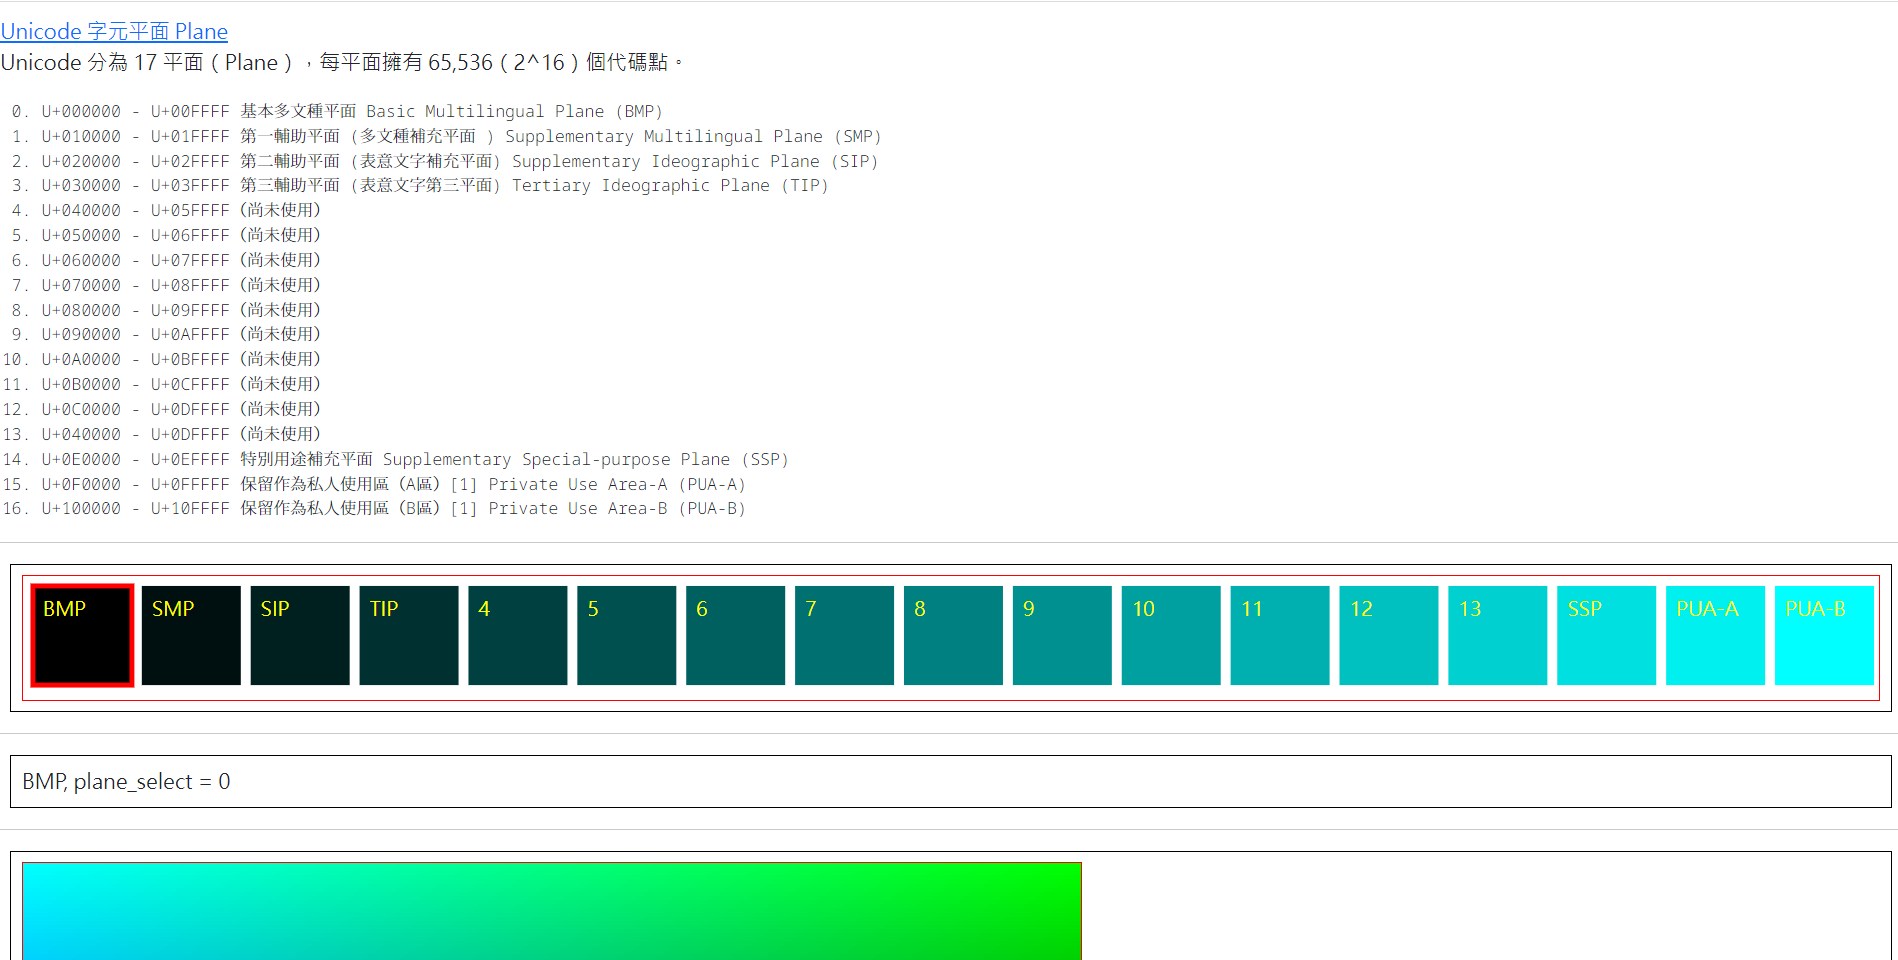 Unicode 字元平面 Plane
Unicode 分為 17 平面（Plane），每平面擁有 65,536（2^16）個代碼點。
0. U+000000 - U+00FFFF 基本多文種平面 Basic Multilingual Plane (BMP)
1. U+010000 - U+01FFFF 第一輔助平面 (多文種補充平面 ) Supplementary Multilingual Plane (SMP)
2. U+020000 - U+02FFFF 第二輔助平面 (表意文字補充平面) Supplementary Ideographic Plane (SIP)
3. U+030000 - U+03FFFF 第三輔助平面 (表意文字第三平面) Tertiary Ideographic Plane (TIP)
4. U+040000 - U+05FFFF (尚未使用)
5. U+050000 - U+06FFFF (尚未使用)
6. U+060000 - U+07FFFF (尚未使用)
7. U+070000 - U+08FFFF (尚未使用)
8. U+080000 - U+09FFFF (尚未使用)
9. U+090000 - U+0AFFFF (尚未使用)
10. U+0A0000 - U+0BFFFF (尚未使用)
11. U+0B0000 - U+0CFFFF (尚未使用)
12. U+0C0000 - U+0DFFFF (尚未使用)
13. U+040000 - U+0DFFFF (尚未使用)
14. U+0E0000 - U+0EFFFF 特別用途補充平面 Supplementary Special-purpose Plane (SSP)
15. U+0F0000 - U+0FFFFF 保留作為私人使用區（A區）[1] Private Use Area-A (PUA-A)
16. U+100000 - U+10FFFF 保留作為私人使用區（B區）[1] Private Use Area-B (PUA-B)
BMP SMP SIP TIP 4 5 6 7 8 9 10 11 12 13 SSP PUA-A PUA-B
BMP, plane_select = 0